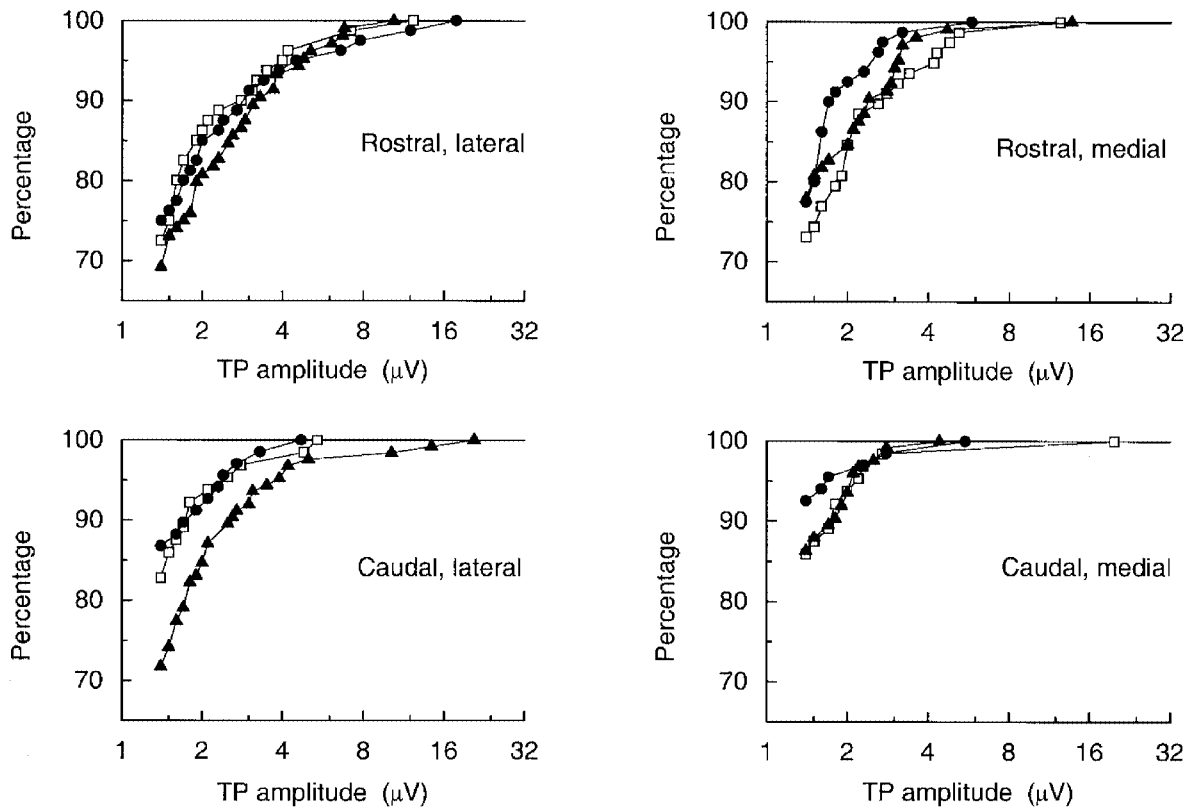 100
90
80
70
Percentage
Rostral, lateral
1 2 4 8 16 32
TP amplitude (µV)
100
90
80
70
Percentage
Rostral, medial
1 2 4 8 16 32
TP amplitude (µV)
100
90
80
70
Percentage
Caudal, lateral
1 2 4 8 16 32
TP amplitude (µV)
100
90
80
70
Percentage
Caudal, medial
1 2 4 8 16 32
TP amplitude (µV)